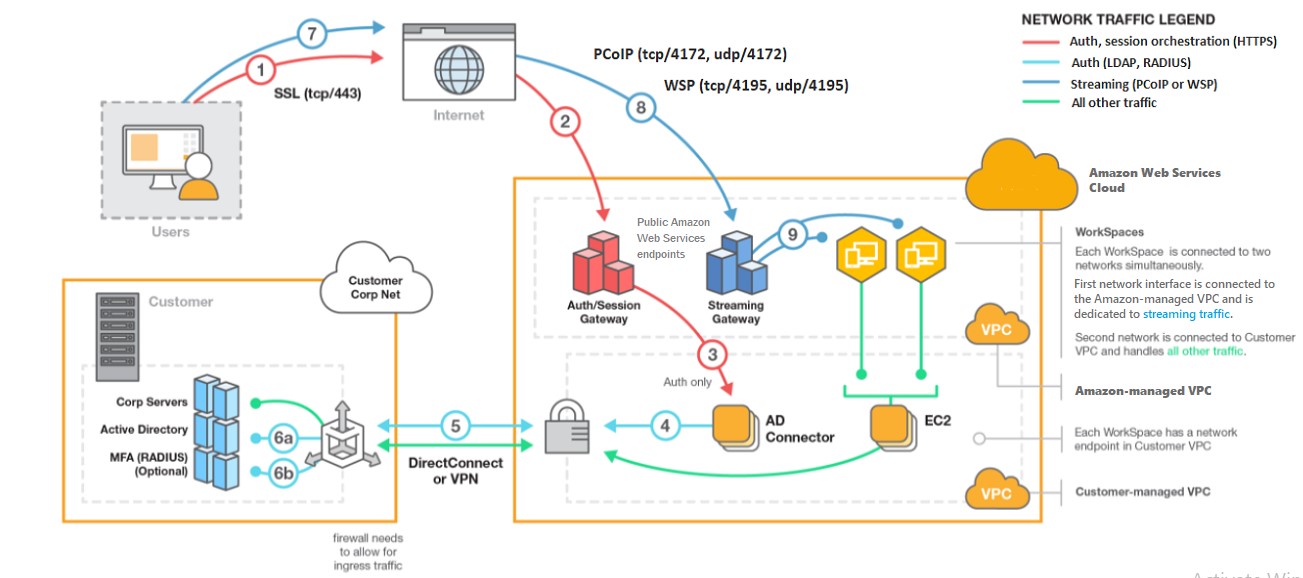 NETWORK TRAFFIC LEGEND
Auth, session orchestration (HTTPS)
Auth (LDAP, RADIUS)
Streaming (PCoIP or WSP)
All other traffic
7
1
SSL (tcp/443)
Internet
PCoIP (tcp/4172, udp/4172)
WSP (tcp/4195, udp/4195)
8
2
Users
Amazon Web Services
Cloud
Public Amazon
Web Services
endpoints
9
Auth/Session
Gateway
Streaming
Gateway
WorkSpaces
Each WorkSpace is connected to two
networks simultaneously.
First network interface is connected to
the Amazon-managed VPC and is
dedicated to streaming traffic.
Second network is connected to Customer
VPC and handles all other traffic.
VPC
Amazon-managed VPC
Customer
Corp Net
Customer
3
Auth only
Corp Servers
Active Directory
MFA (RADIUS)
(Optional)
6a
6b
5
DirectConnect
or VPN
4
AD
Connector
EC2
Each WorkSpace has a network
endpoint in Customer VPC
VPC
Customer-managed VPC
firewall needs
to allow for
ingress traffic